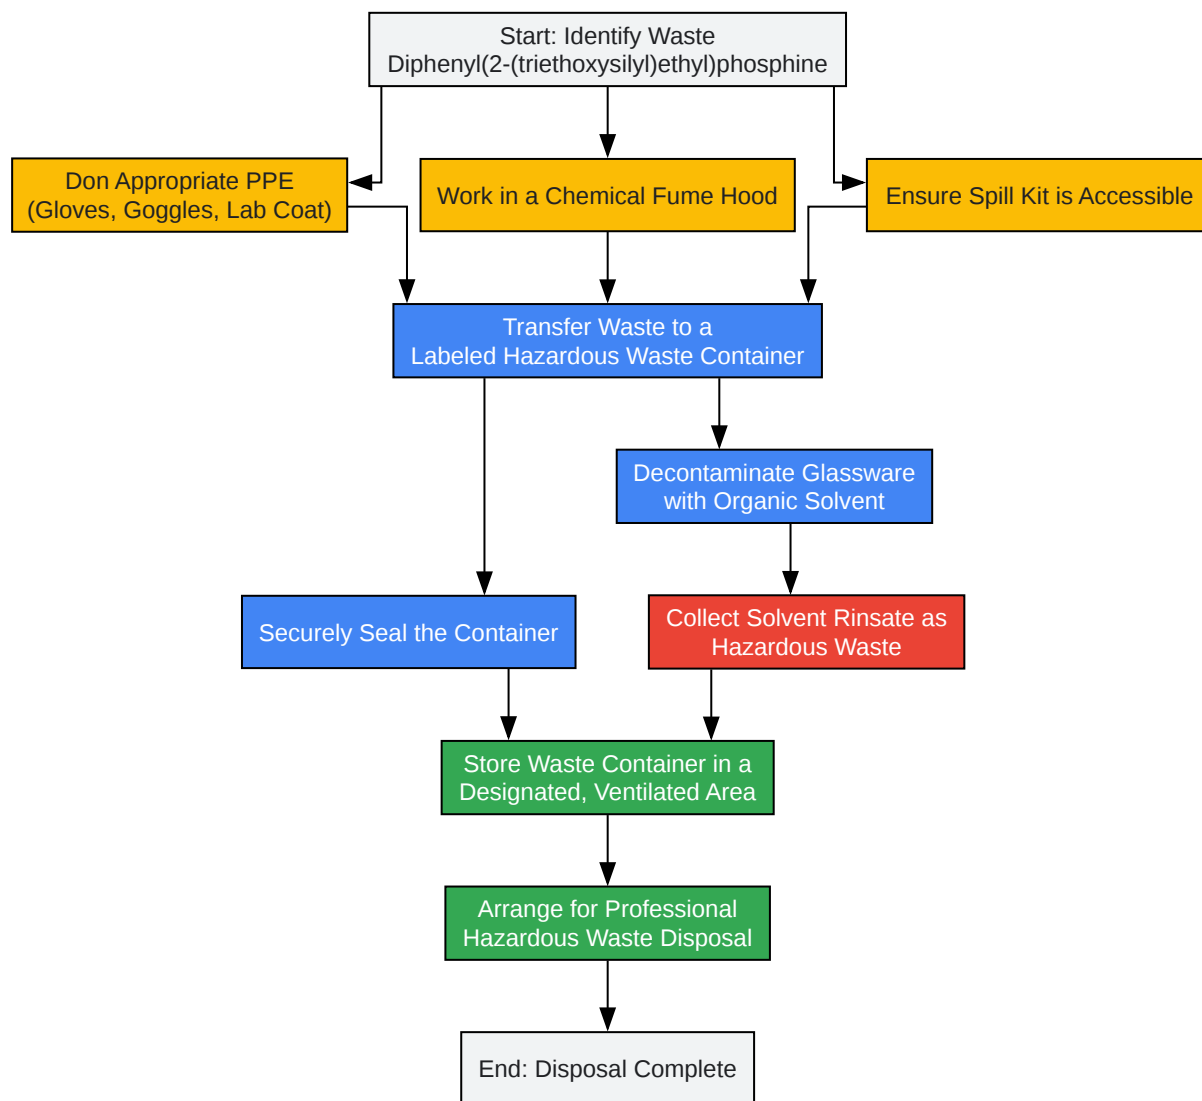 Start: Identify Waste
Diphenyl(2-(triethoxysilyl)ethyl)phosphine
Don Appropriate PPE
(Gloves, Goggles, Lab Coat)
Work in a Chemical Fume Hood
Ensure Spill Kit is Accessible
Transfer Waste to a
Labeled Hazardous Waste Container
Decontaminate Glassware
with Organic Solvent
Securely Seal the Container
Collect Solvent Rinsate as
Hazardous Waste
Store Waste Container in a
Designated, Ventilated Area
Arrange for Professional
Hazardous Waste Disposal
End: Disposal Complete